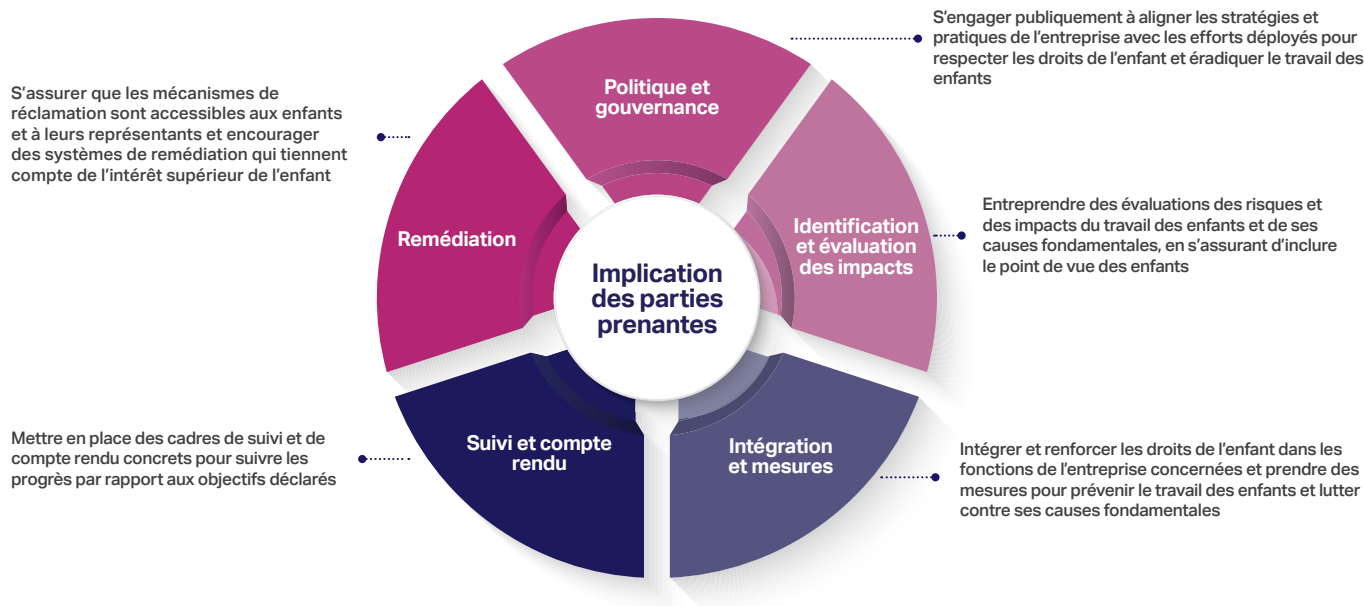 S'engager publiquement à aligner les stratégies et
pratiques de l'entreprise avec les efforts déployés pour
respecter les droits de l'enfant et éradiquer le travail des
enfants
Politique et
gouvernance
S'assurer que les mécanismes de
réclamation sont accessibles aux enfants
et à leurs représentants et encourager
des systèmes de remédiation qui tiennent
compte de l'intérêt supérieur de l'enfant
Remédiation
Identification
et évaluation
des impacts
Entreprendre des évaluations des risques et
des impacts du travail des enfants et de ses
causes fondamentales, en s'assurant d'inclure
le point de vue des enfants
Implication
des parties
prenantes
Mettre en place des cadres de suivi et de
compte rendu concrets pour suivre les
progrès par rapport aux objectifs déclarés
Suivi et compte
rendu
Intégration
et mesures
Intégrer et renforcer les droits de l'enfant dans les
fonctions de l'entreprise concernées et prendre des
mesures pour prévenir le travail des enfants et lutter
contre ses causes fondamentales